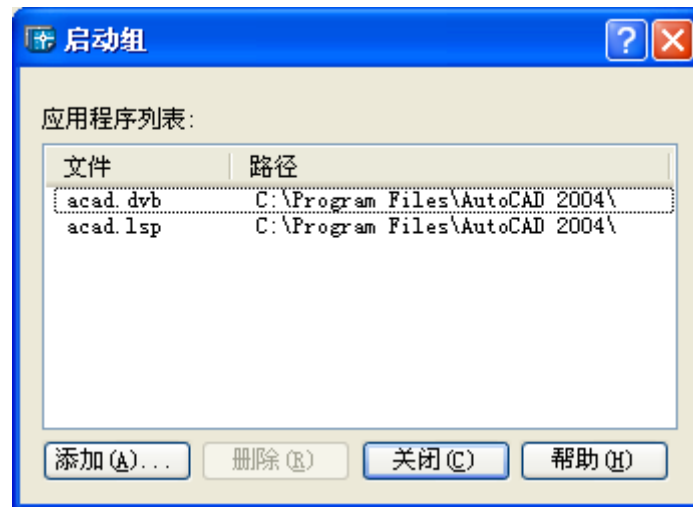 启动组
应用程序列表:
文件 路径
acad.dvb C:\Program Files\AutoCAD 2004\
acad.lsp C:\Program Files\AutoCAD 2004\
添加(A)... 删除(R) 关闭(C) 帮助(H)